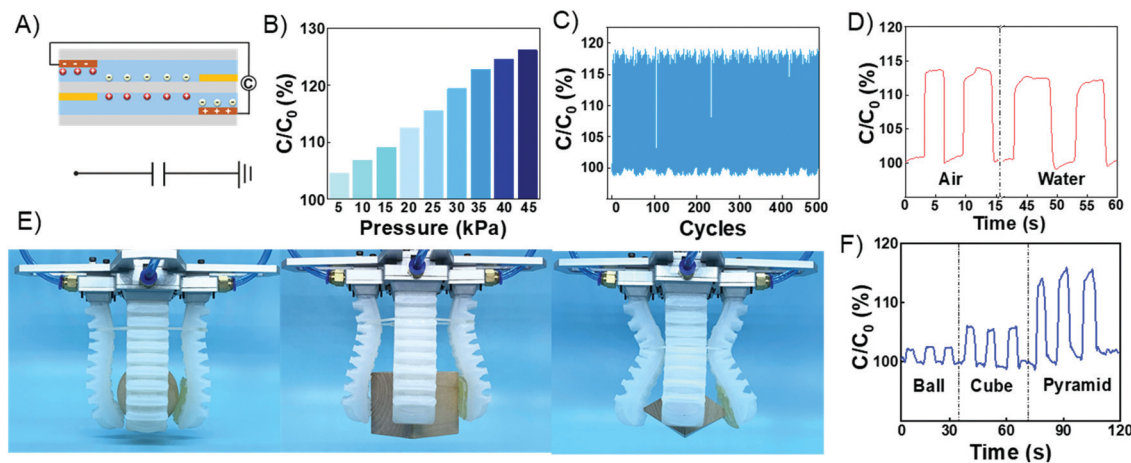 A)
C
B)
C/C0 (%)
130
120
110
100
5 10 15 20 25 30 35 40 45
Pressure (kPa)
C)
C/C0 (%)
120
115
110
105
100
0 100 200 300 400 500
Cycles
D)
C/C0 (%)
120
115
110
105
100
Air Water
0 5 10 15 45 50 55 60
Time (s)
E)
F)
C/C0 (%)
120
110
100
Ball Cube Pyramid
0 30 60 90 120
Time (s)